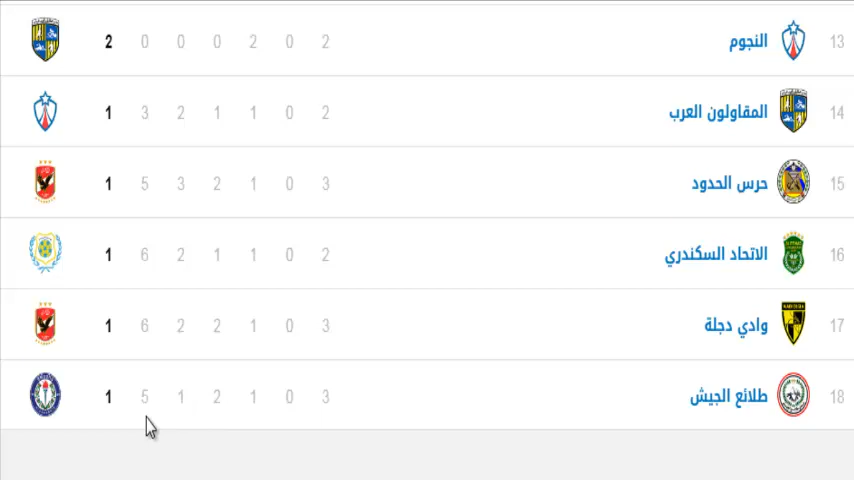 13 النجوم 2 0 2 0 0 0 2
14 المقاولون العرب 2 0 1 1 2 3 1
15 حرس الحدود 3 0 1 2 3 5 1
16 الاتحاد السكندري 2 0 1 1 2 6 1
17 وادي دجلة 3 0 1 2 2 6 1
18 طلائع الجيش 3 0 1 2 1 5 1